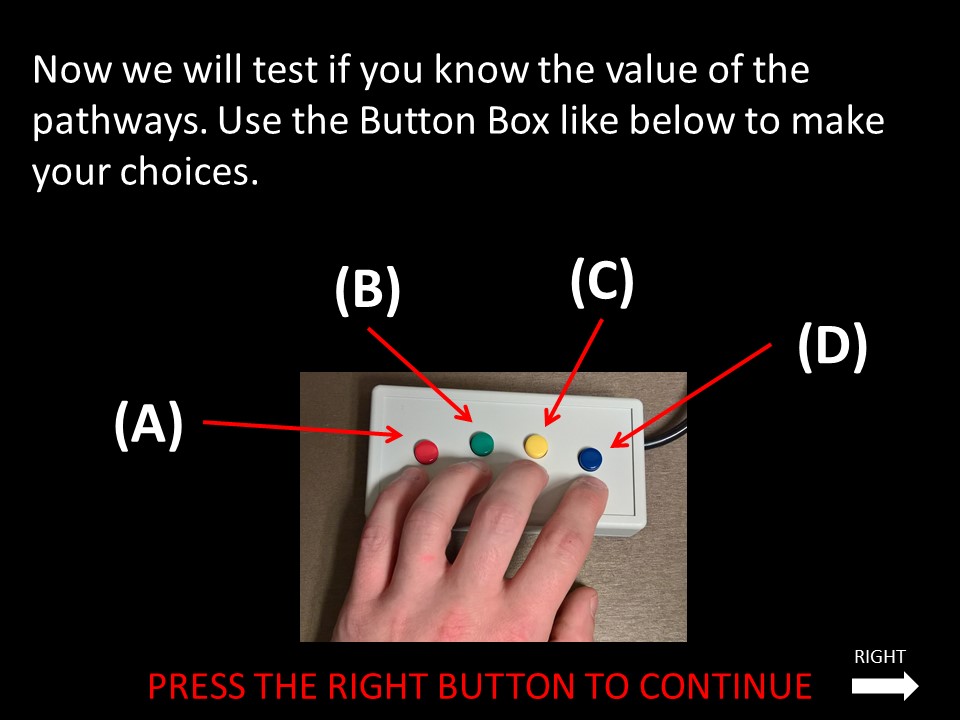 Now we will test if you know the value of the
pathways. Use the Button Box like below to make
your choices.
(B)
(C)
(D)
(A)
RIGHT
PRESS THE RIGHT BUTTON TO CONTINUE